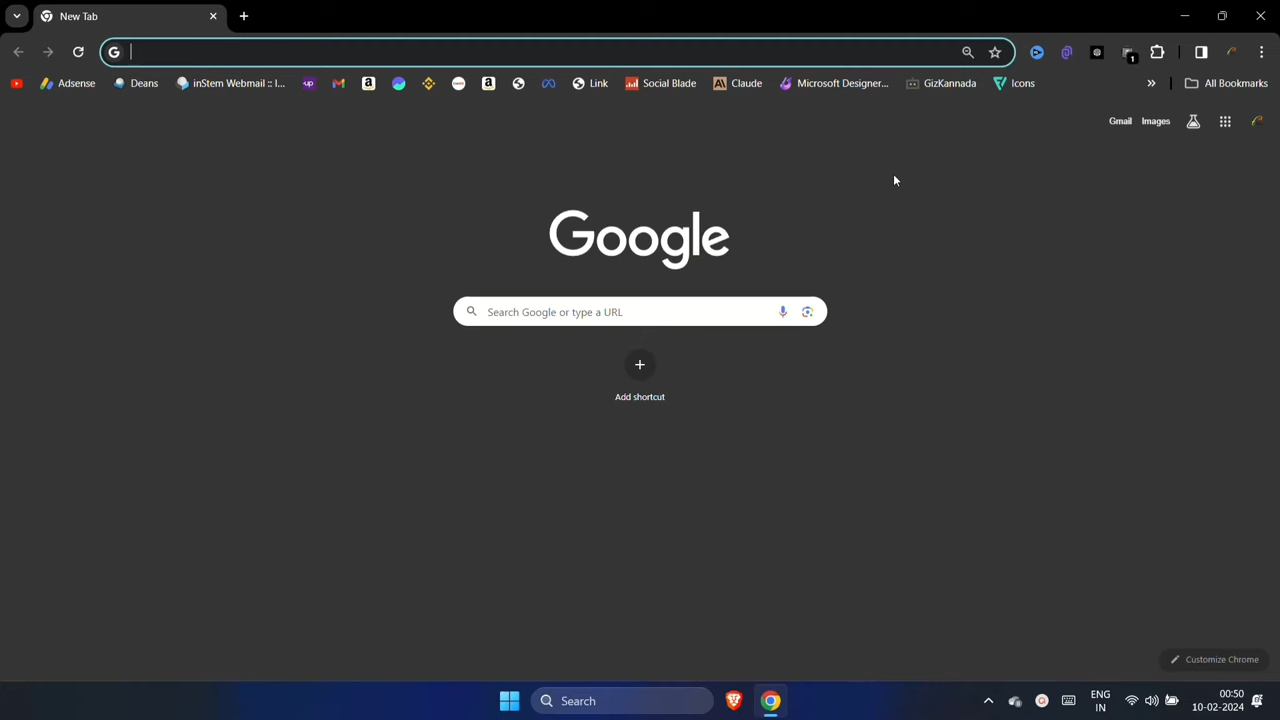 New Tab
Adsense
Deans
inStem Webmail :: I...
Link
Social Blade
Claude
Microsoft Designer...
GizKannada
Icons
All Bookmarks
Gmail
Images
Google
Search Google or type a URL
Add shortcut
Customize Chrome
Search
ENG
IN
00:50
10-02-2024